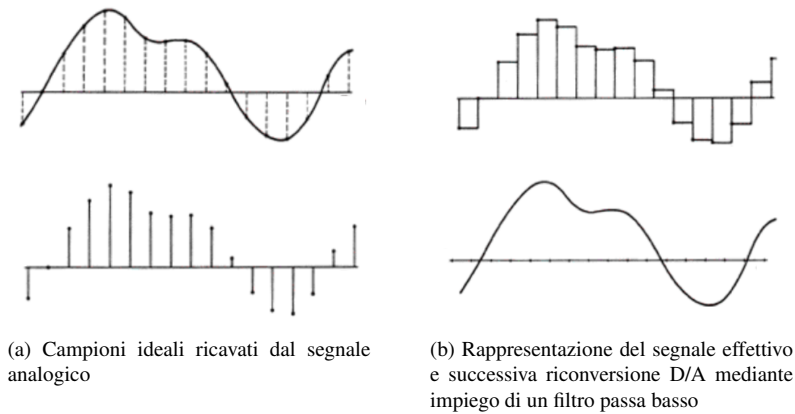 (a) Campioni ideali ricavati dal segnale
analogico
(b) Rappresentazione del segnale effettivo
e successiva riconversione D/A mediante
impiego di un filtro passa basso